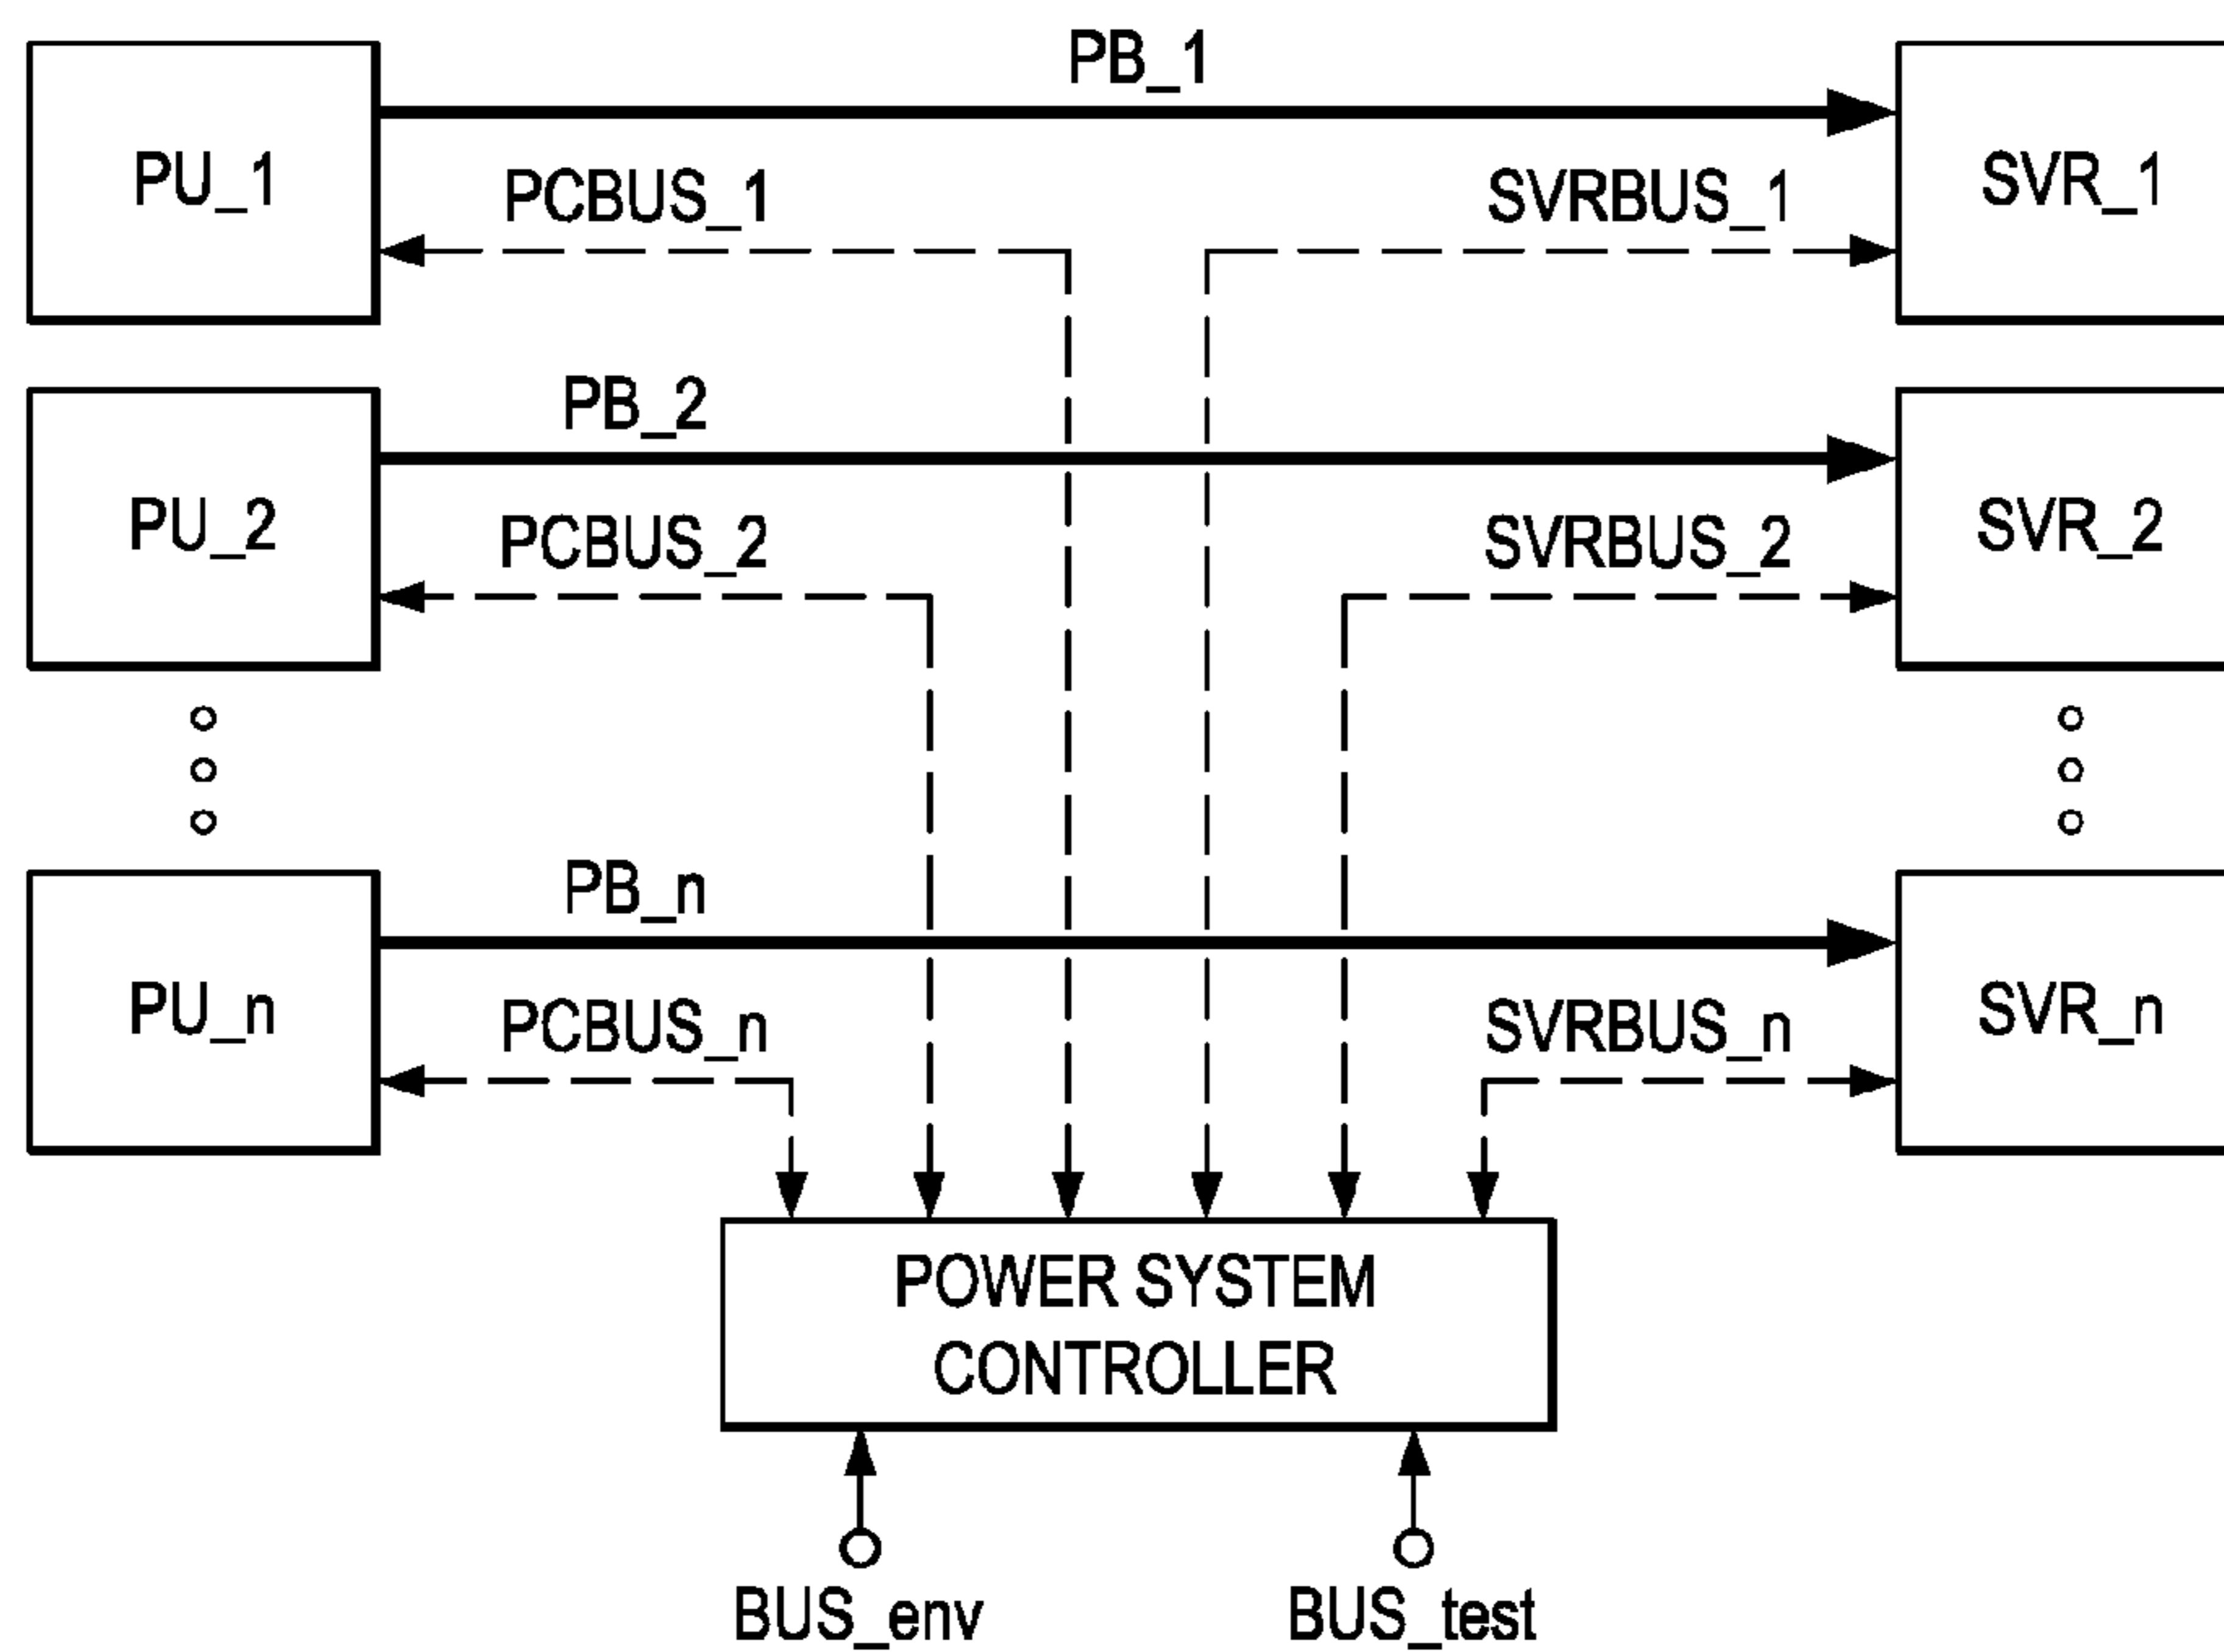 PB_1
PU_1
PCBUS_1
SVRBUS_1
SVR_1
PB_2
PU_2
PCBUS_2
SVRBUS_2
SVR_2
PB_n
PU_n
PCBUS_n
SVRBUS_n
SVR_n
POWER SYSTEM
CONTROLLER
BUS_env
BUS_test